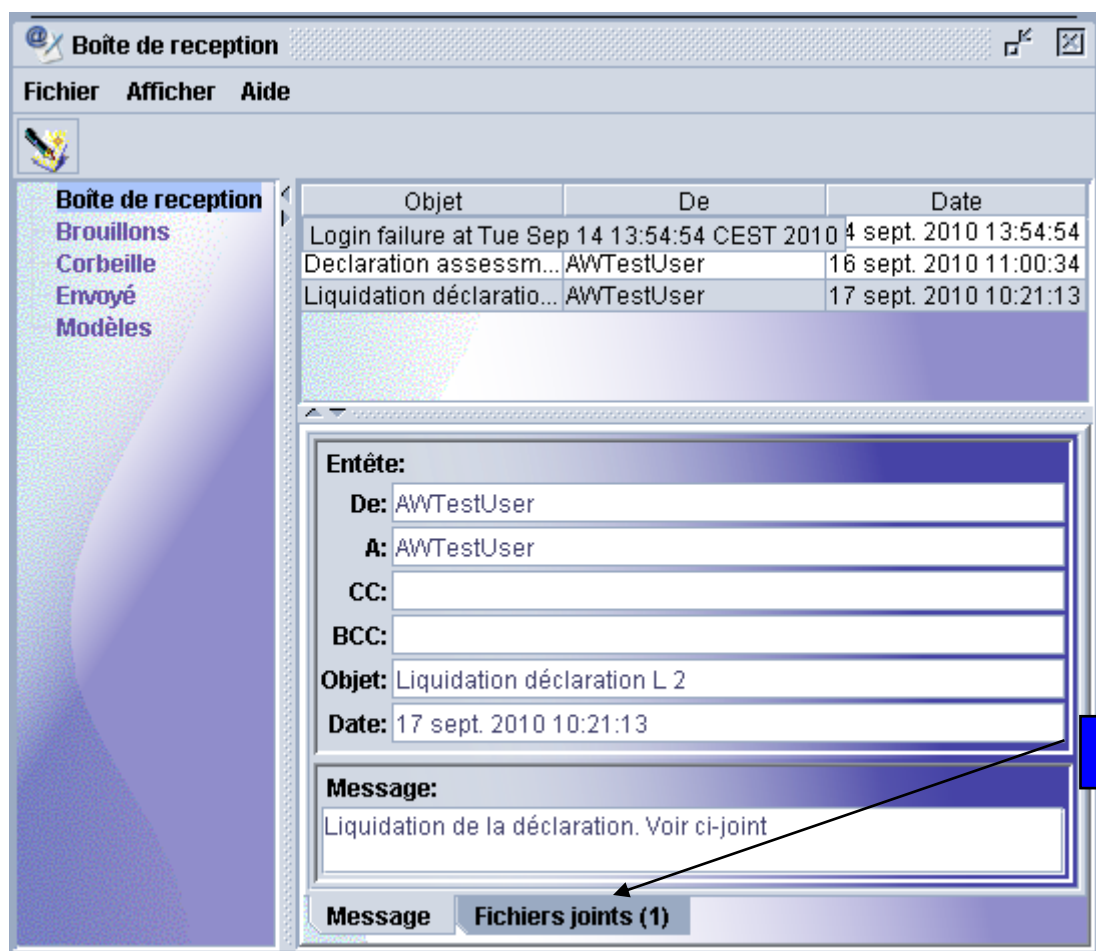 Boîte de reception
Fichier Afficher Aide
Boîte de reception
Brouillons
Corbeille
Envoyé
Modèles
Objet De Date
Login failure at Tue Sep 14 13:54:54 CEST 2010 4 sept. 2010 13:54:54
Declaration assessm... AWTestUser 16 sept. 2010 11:00:34
Liquidation déclaratio... AWTestUser 17 sept. 2010 10:21:13
Entête:
De: AWTestUser
A: AWTestUser
CC:
BCC:
Objet: Liquidation déclaration L 2
Date: 17 sept. 2010 10:21:13
Message:
Liquidation de la déclaration. Voir ci-joint
Message Fichiers joints (1)